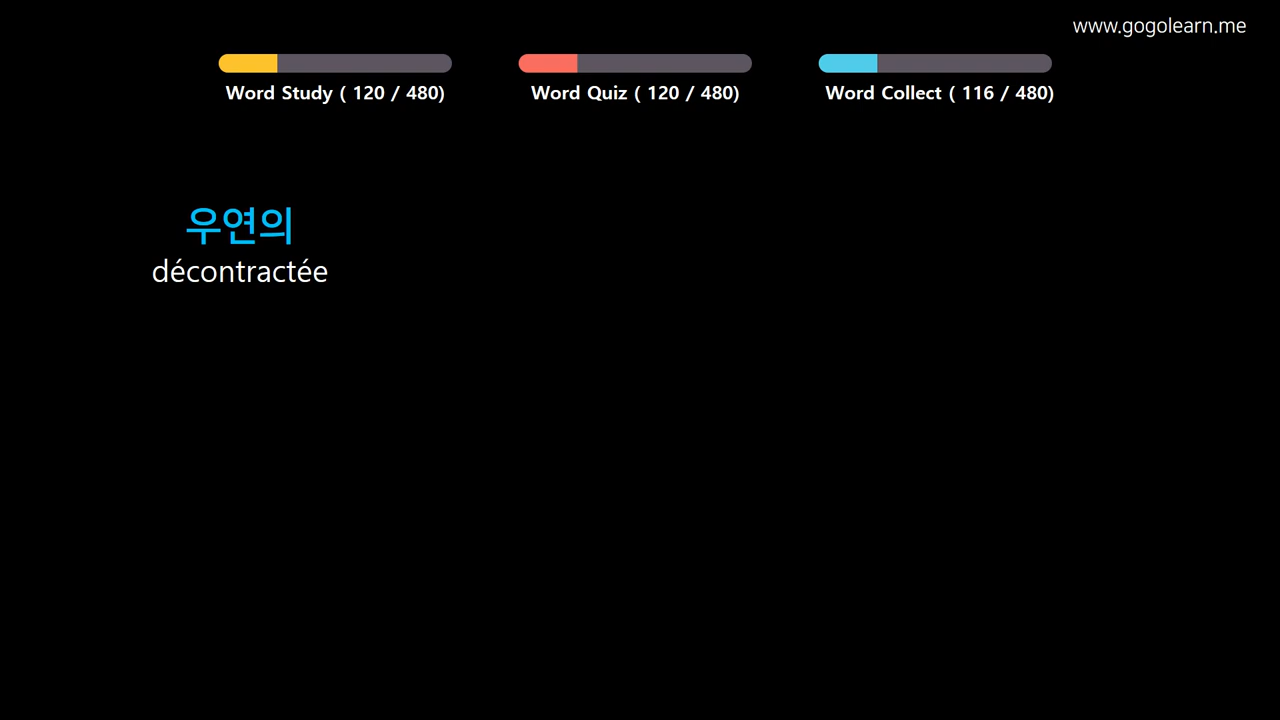 www.gogolearn.me
Word Study ( 120 / 480)
Word Quiz ( 120 / 480)
Word Collect ( 116 / 480)
우연의
décontractée